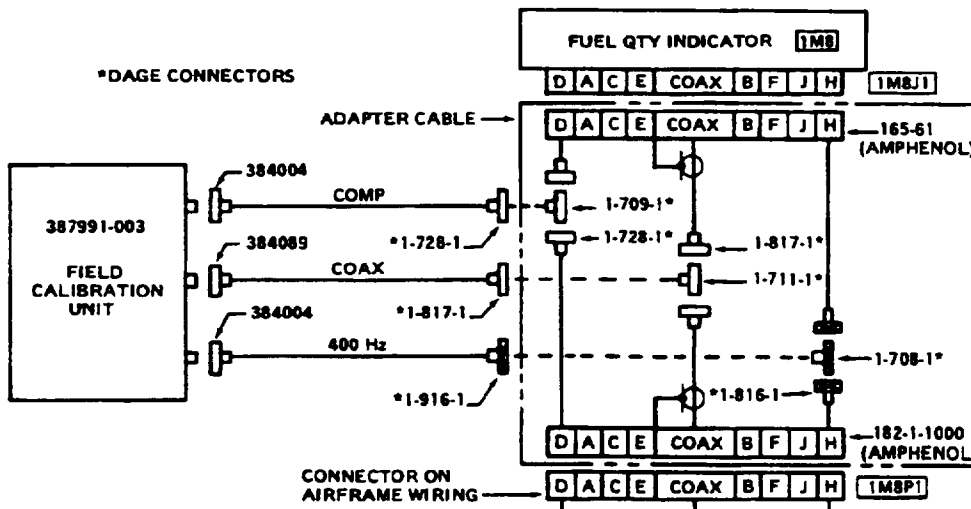 FUEL QTY INDICATOR 1M8
*DAGE CONNECTORS
D A C E COAX B F J H 1M8J1
ADAPTER CABLE
D A C E COAX B F J H 165-61
(AMPHENOL)
384004
COMP
1-709-1*
387991-003
*1-728-1
1-728-1*
1-817-1*
384089
FIELD
CALIBRATION
UNIT
COAX
1-711-1*
*1-817-1
384004
400 Hz
1-708-1*
*1-816-1
*1-916-1
D A C E COAX B F J H 182-1-1000
(AMPHENOL
CONNECTOR ON
AIRFRAME WIRING
D A C E COAX B F J H 1M8P1